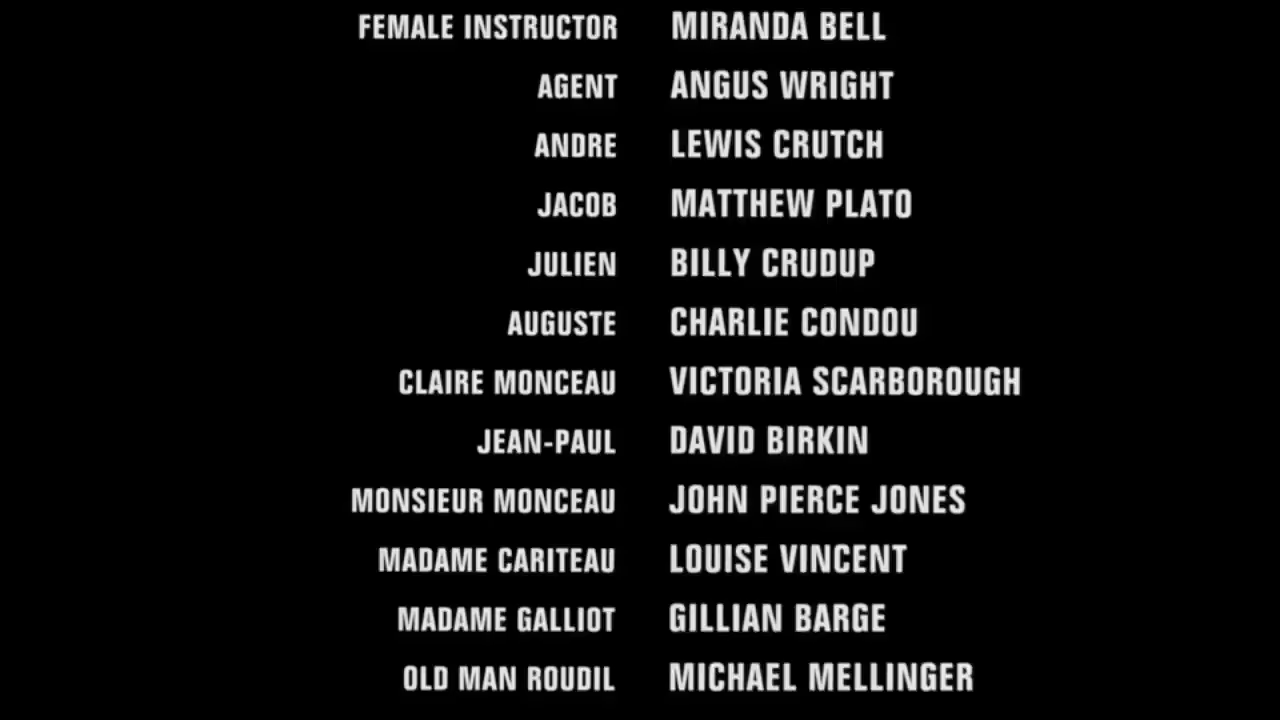 FEMALE INSTRUCTOR MIRANDA BELL
AGENT ANGUS WRIGHT
ANDRE LEWIS CRUTCH
JACOB MATTHEW PLATO
JULIEN BILLY CRUDUP
AUGUSTE CHARLIE CONDOU
CLAIRE MONCEAU VICTORIA SCARBOROUGH
JEAN-PAUL DAVID BIRKIN
MONSIEUR MONCEAU JOHN PIERCE JONES
MADAME CARITEAU LOUISE VINCENT
MADAME GALLIOT GILLIAN BARGE
OLD MAN ROUDIL MICHAEL MELLINGER